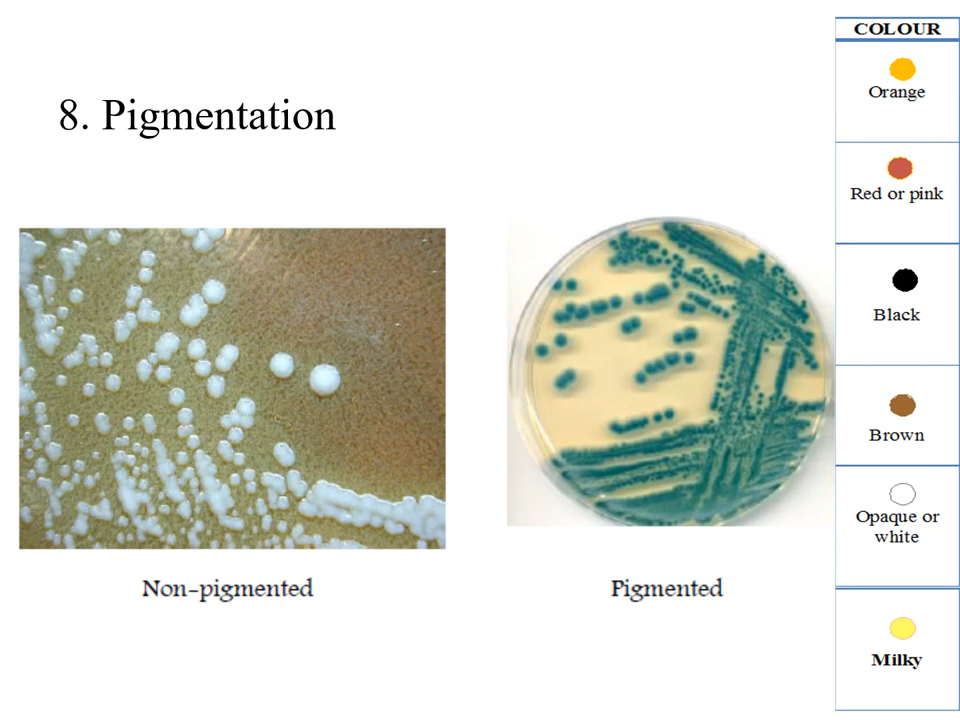 8. Pigmentation
Non-pigmented
Pigmented
COLOUR
Orange
Red or pink
Black
Brown
Opaque or
white
Milky